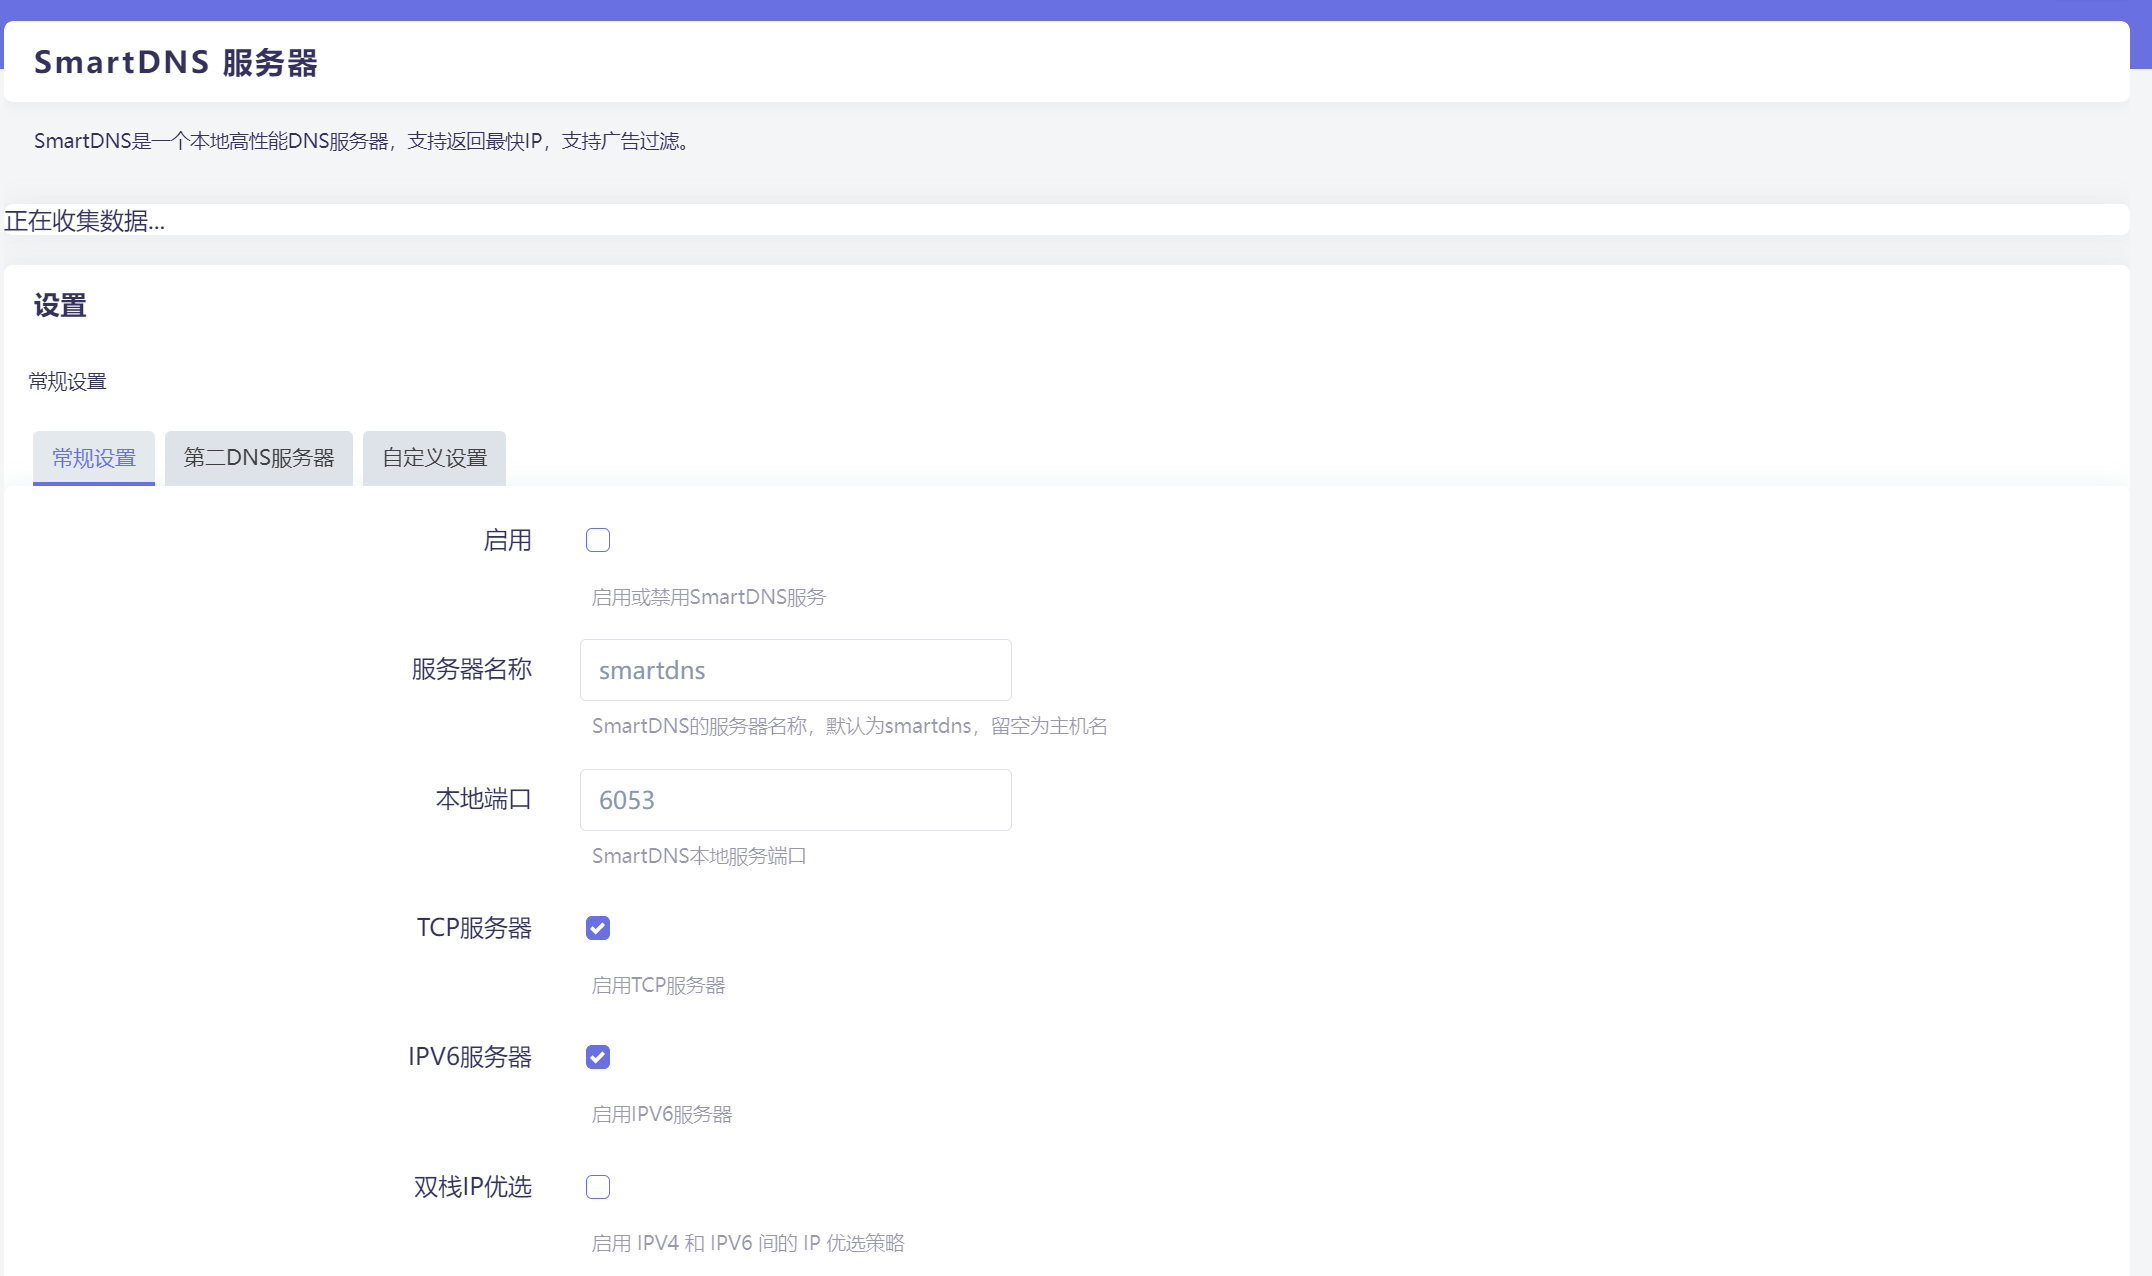 SmartDNS 服务器
SmartDNS是一个本地高性能DNS服务器，支持返回最快IP，支持广告过滤。
正在收集数据...
设置
常规设置
常规设置 第二DNS服务器 自定义设置
启用
启用或禁用SmartDNS服务
服务器名称 smartdns
SmartDNS的服务器名称，默认为smartdns，留空为主机名
本地端口 6053
SmartDNS本地服务端口
TCP服务器
启用TCP服务器
IPV6服务器
启用IPV6服务器
双栈IP优选
启用 IPV4 和 IPV6 间的 IP 优选策略